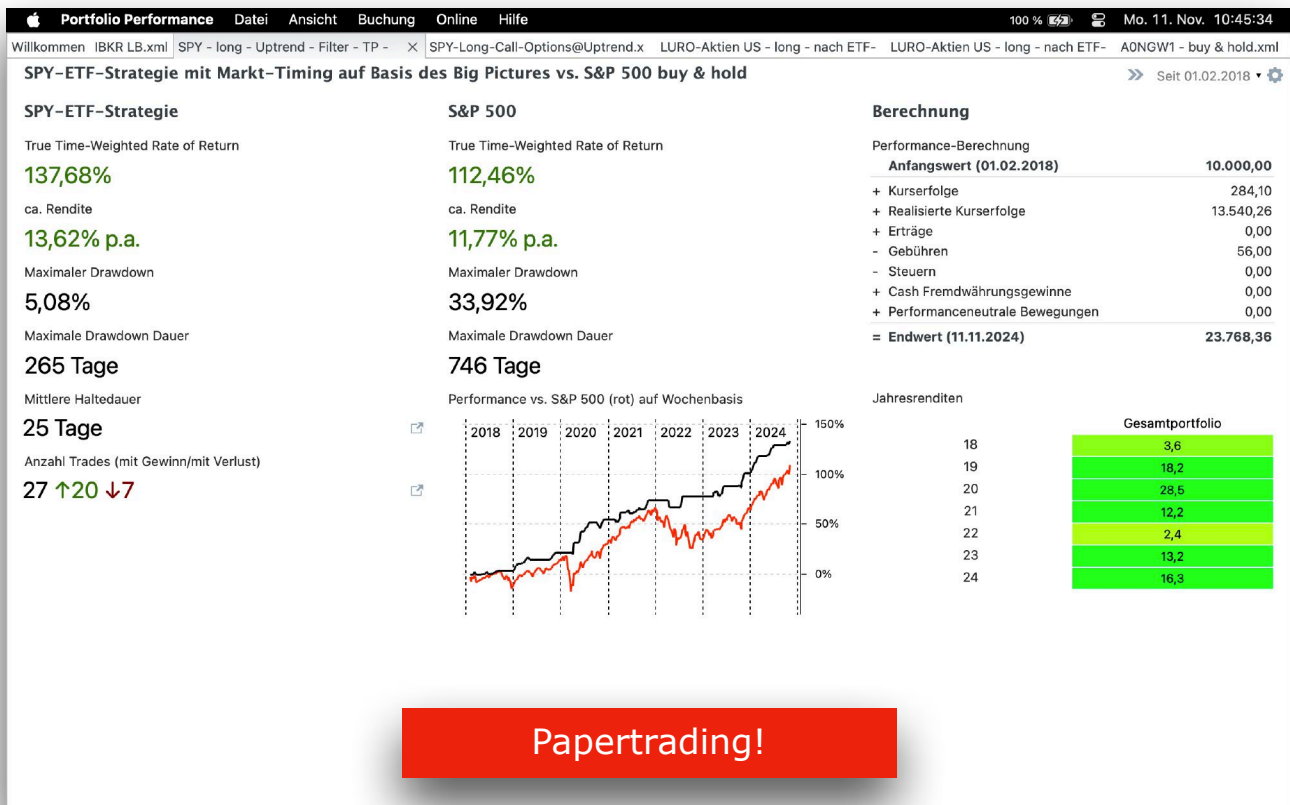 Portfolio Performance Datei Ansicht Buchung Online Hilfe 100 % Mo. 11. Nov. 10:45:34
Willkommen IBKR LB.xml SPY - long - Uptrend - Filter - TP - × SPY-Long-Call-Options@Uptrend.x LURO-Aktien US - long - nach ETF- LURO-Aktien US - long - nach ETF- A0NGW1 - buy & hold.xml
SPY-ETF-Strategie mit Markt-Timing auf Basis des Big Pictures vs. S&P 500 buy & hold
Seit 01.02.2018
SPY-ETF-Strategie
True Time-Weighted Rate of Return
137,68%
ca. Rendite
13,62% p.a.
Maximaler Drawdown
5,08%
Maximale Drawdown Dauer
265 Tage
Mittlere Haltedauer
25 Tage
Anzahl Trades (mit Gewinn/mit Verlust)
27 ↑20 ↓7
S&P 500
True Time-Weighted Rate of Return
112,46%
ca. Rendite
11,77% p.a.
Maximaler Drawdown
33,92%
Maximale Drawdown Dauer
746 Tage
Performance vs. S&P 500 (rot) auf Wochenbasis
2018 2019 2020 2021 2022 2023 2024
150%
100%
50%
0%
Berechnung
Performance-Berechnung
Anfangswert (01.02.2018) 10.000,00
+ Kurserfolge 284,10
+ Realisierte Kurserfolge 13.540,26
+ Erträge 0,00
- Gebühren 56,00
- Steuern 0,00
+ Cash Fremdwährungsgewinne 0,00
+ Performanceneutrale Bewegungen 0,00
= Endwert (11.11.2024) 23.768,36
Jahresrenditen
Gesamtportfolio
18 3,6
19 18,2
20 28,5
21 12,2
22 2,4
23 13,2
24 16,3
Papertrading!